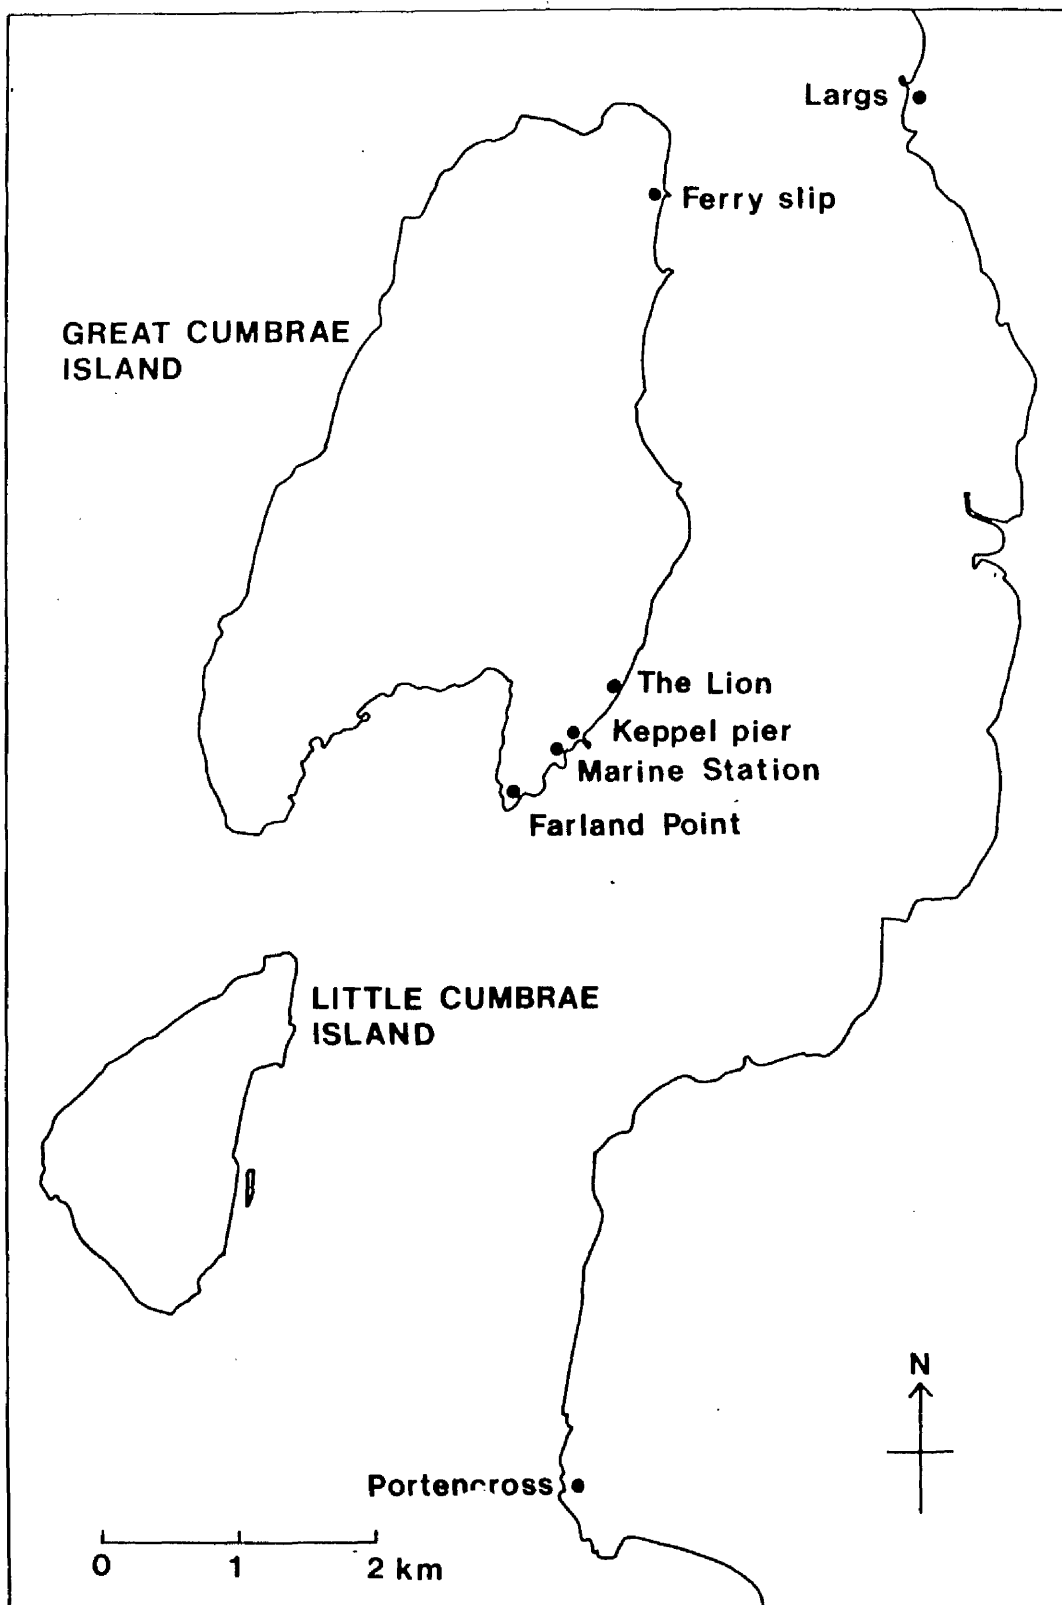 Largs
Ferry slip
GREAT CUMBRAE
ISLAND
The Lion
Keppel pier
Marine Station
Farland Point
LITTLE CUMBRAE
ISLAND
N
Portencross
0 1 2 km